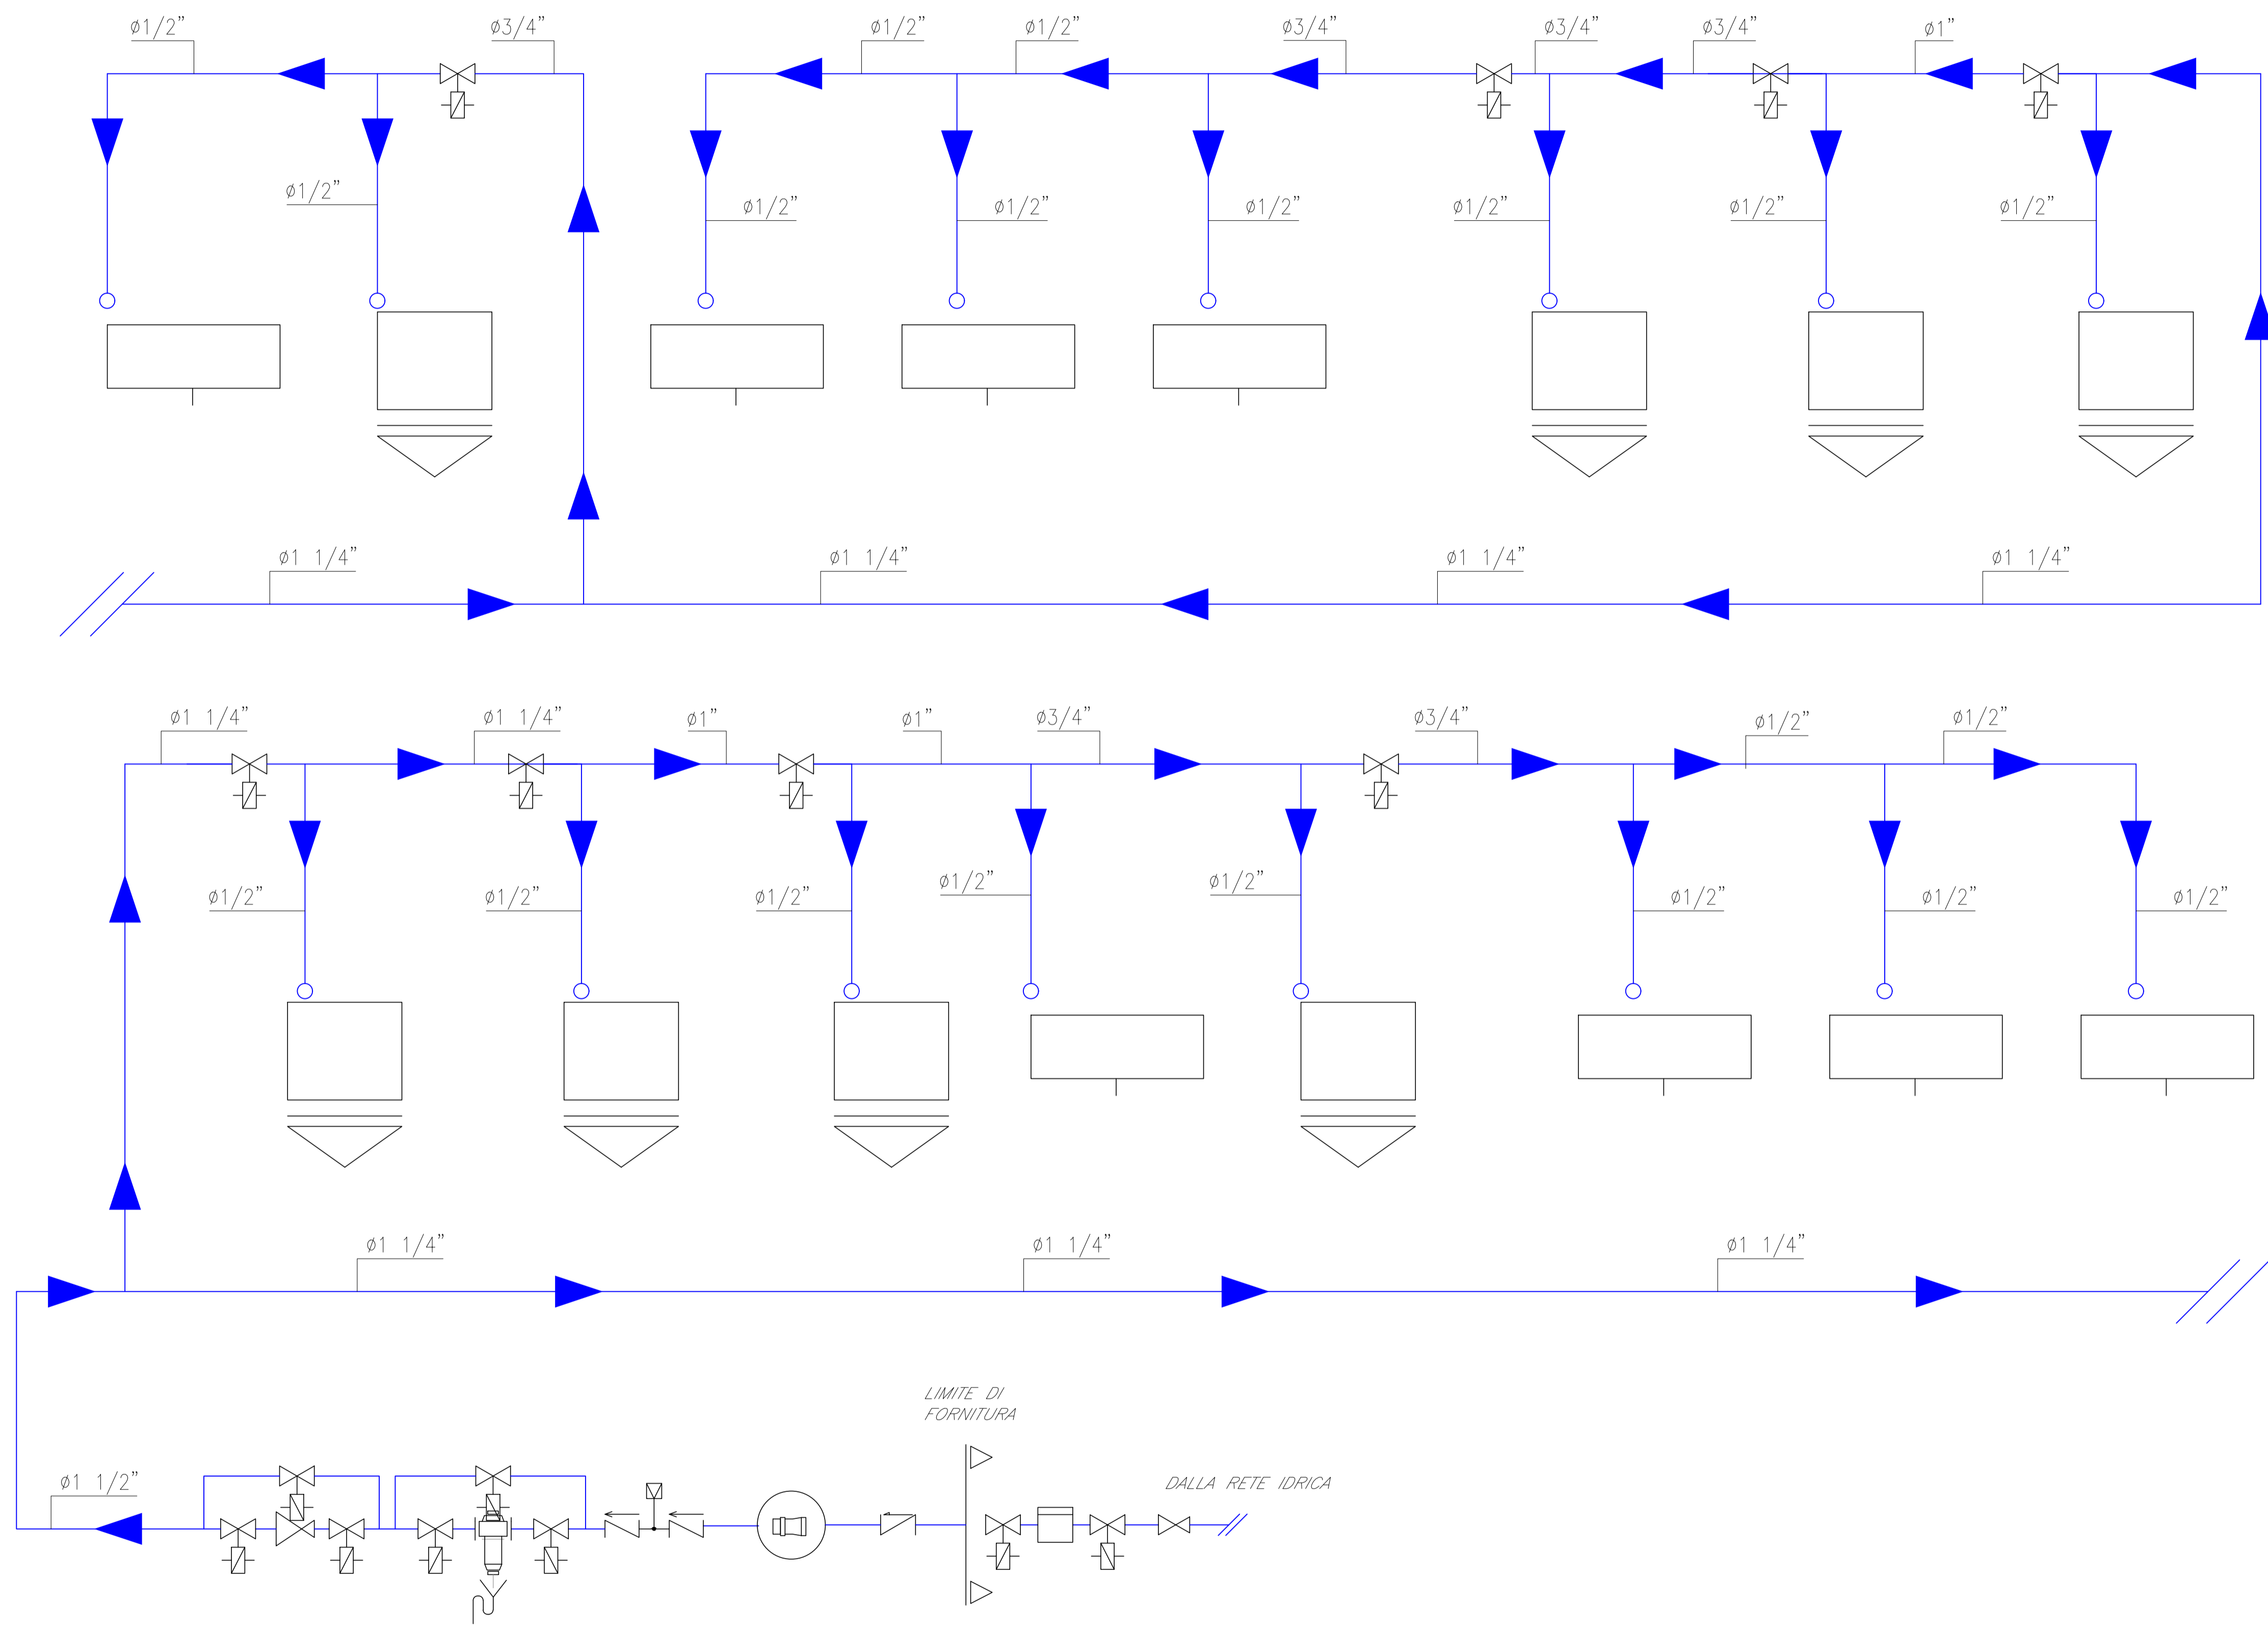 ø1/2”
ø3/4”
ø1/2”
ø1/2”
ø3/4”
ø3/4”
ø3/4”
ø1”
ø1/2”
ø1/2”
ø1/2”
ø1/2”
ø1/2”
ø1/2”
ø1/2”
ø1 1/4”
ø1 1/4”
ø1 1/4”
ø1 1/4”
ø1 1/4”
ø1 1/4”
ø1”
ø1”
ø3/4”
ø3/4”
ø1/2”
ø1/2”
ø1/2”
ø1/2”
ø1/2”
ø1/2”
ø1/2”
ø1/2”
ø1/2”
ø1/2”
ø1 1/4”
ø1 1/4”
ø1 1/4”
LIMITE DI
FORNITURA
ø1 1/2”
DALLA RETE IDRICA